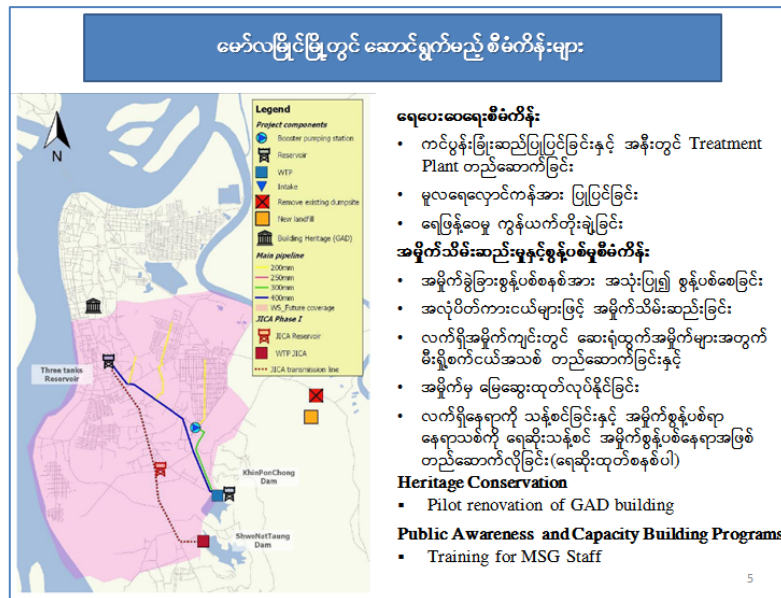 မော်လမြိုင်မြို့တွင် ဆောင်ရွက်မည့် စီမံကိန်းများ
N
Legend
Project components
Booster pumping station
Reservoir
WTP
Intake
Remove existing dumpsite
New landfill
Building Heritage (GAD)
Main pipeline
200mm
250mm
300mm
400mm
WS_Future coverage
JICA Phase I
JICA Reservoir
WTP JICA
JICA transmission line
Three tanks
Reservoir
KhinPonChong
Dam
ShweNatTaung
Dam
ရေပေးဝေရေးစီမံကိန်း
• ကင်ပွန်းခြုံးဆည်ပြုပြင်ခြင်းနှင့် အနီးတွင် Treatment
Plant တည်ဆောက်ခြင်း
• မူလရေလှောင်ကန်အား ပြုပြင်ခြင်း
• ရေဖြန့်ဝေမှု ကွန်ယက်တိုးချဲ့ခြင်း
အမှိုက်သိမ်းဆည်းမှုနှင့်စွန့်ပစ်မှုစီမံကိန်း
• အမှိုက်ခွဲခြားစွန့်ပစ်စနစ်အား အသုံးပြု၍ စွန့်ပစ်စေခြင်း
• အလုံပိတ်ကားငယ်များဖြင့် အမှိုက်သိမ်းဆည်းခြင်း
• လက်ရှိအမှိုက်ကျင်းတွင် ဆေးရုံထွက်အမှိုက်များအတွက်
မီးရှို့စက်ငယ်အသစ် တည်ဆောက်ခြင်းနှင့်
• အမှိုက်မှ မြေဆွေးထုတ်လုပ်နိုင်ခြင်း
• လက်ရှိနေရာကို သန့်စင်ခြင်းနှင့် အမှိုက်စွန့်ပစ်ရာ
နေရာသစ်ကို ရေဆိုးသန့်စင် အမှိုက်စွန့်ပစ်နေရာအဖြစ်
တည်ဆောက်လိုခြင်း(ရေဆိုးထုတ်စနစ်ပါ)
Heritage Conservation
▪ Pilot renovation of GAD building
Public Awareness and Capacity Building Programs
▪ Training for MSG Staff
5